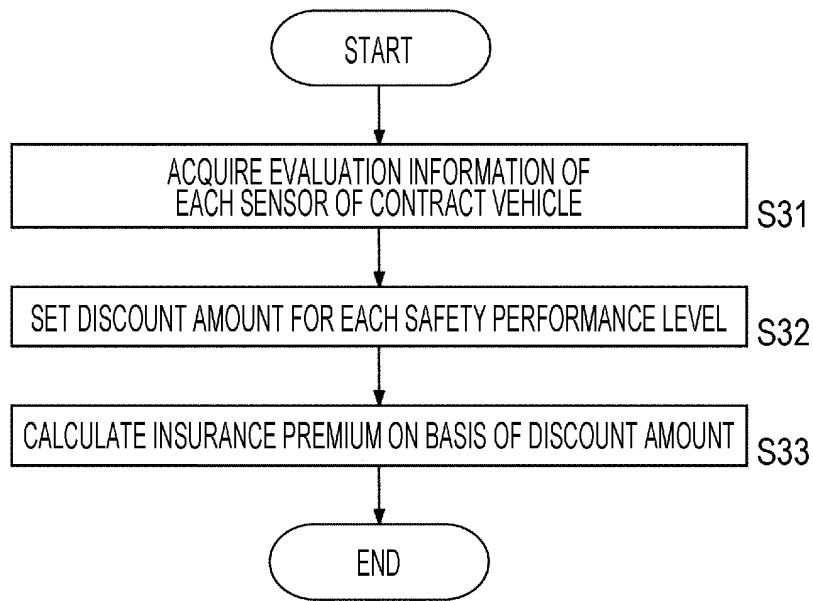 START
ACQUIRE EVALUATION INFORMATION OF
EACH SENSOR OF CONTRACT VEHICLE
S31
SET DISCOUNT AMOUNT FOR EACH SAFETY PERFORMANCE LEVEL
S32
CALCULATE INSURANCE PREMIUM ON BASIS OF DISCOUNT AMOUNT
S33
END